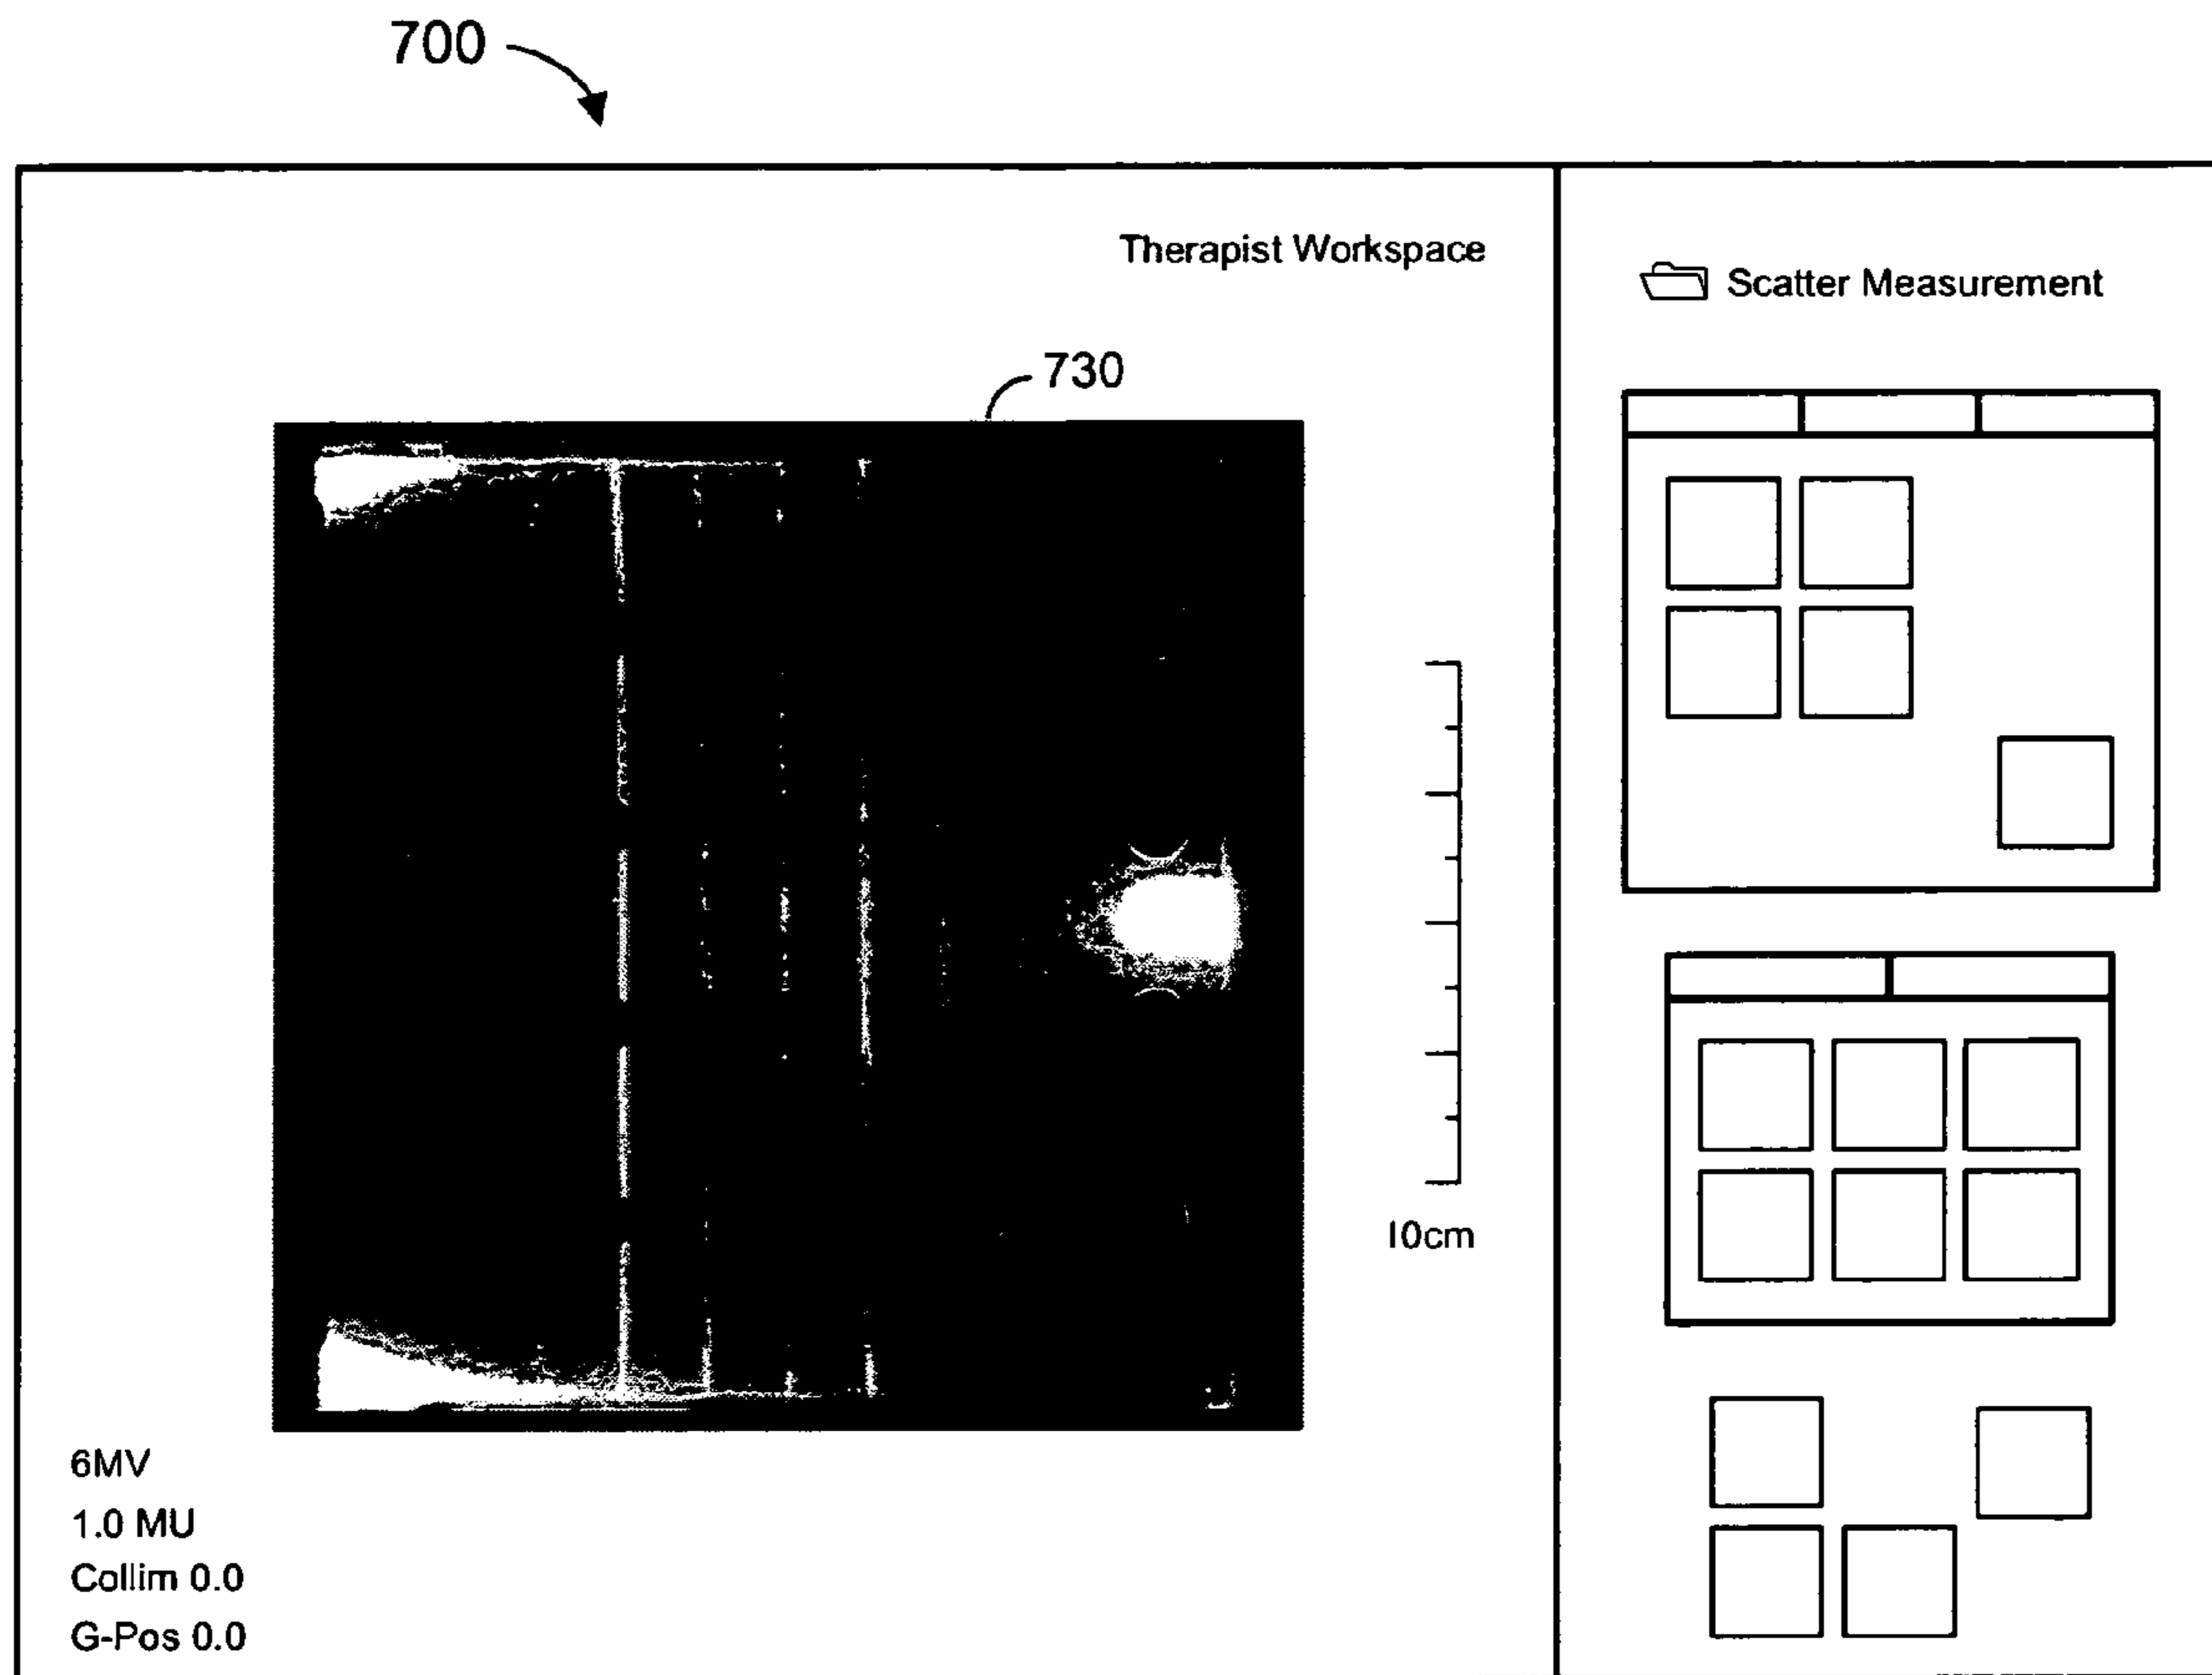 700
Therapist Workspace
Scatter Measurement
730
10cm
6MV
1.0 MU
Collim 0.0
G-Pos 0.0